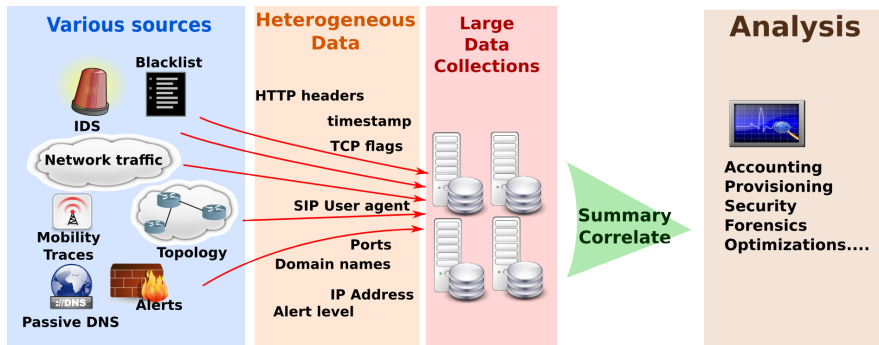 Various sources
Blacklist
IDS
Network traffic
Mobility
Traces
Topology
://DNS
Passive DNS
Alerts
Heterogeneous
Data
HTTP headers
timestamp
TCP flags
SIP User agent
Ports
Domain names
IP Address
Alert level
Large
Data
Collections
Summary
Correlate
Analysis
Accounting
Provisioning
Security
Forensics
Optimizations....